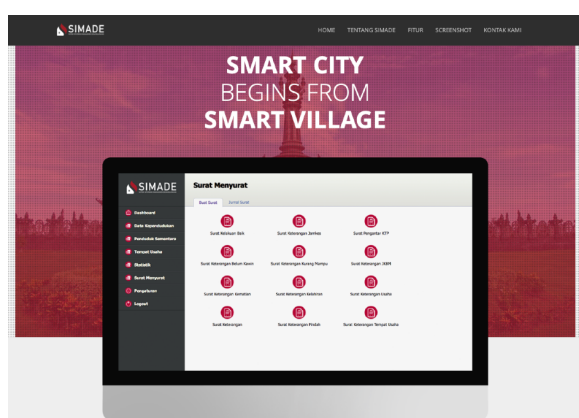 SIMADE
HOME TENTANG SIMADE FITUR SCREENSHOT KONTAK KAMI
SMART CITY
BEGINS FROM
SMART VILLAGE
SIMADE
Surat Menyurat
Buat Surat Jurnal Surat
Dashboard
Data Kependudukan
Penduduk Sementara
Tempat Usaha
Statistik
Surat Menyurat
Pengaturan
Logout
Surat Kelakuan Baik Surat Keterangan Jamkes Surat Pengantar KTP
Surat Keterangan Belum Kawin Surat Keterangan Kurang Mampu Surat Keterangan
Surat Keterangan Kematian Surat Keterangan Kelahiran Surat Keterangan Usaha
Surat Keterangan Surat Keterangan Pindah Surat Keterangan Tempat Usaha